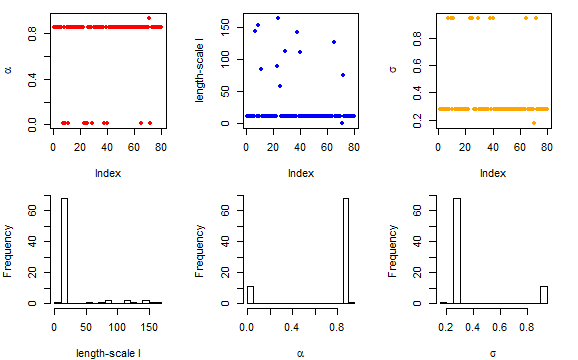 α
0.0 0.4 0.8
0 20 40 60 80
Index
length-scale l
0 50 100 150
0 20 40 60 80
Index
σ
0.2 0.4 0.6 0.8
0 20 40 60 80
Index
Frequency
0 20 40 60
0 50 100 150
length-scale l
Frequency
0 20 40 60
0.0 0.4 0.8
α
Frequency
0 20 40 60
0.2 0.4 0.6 0.8
σ